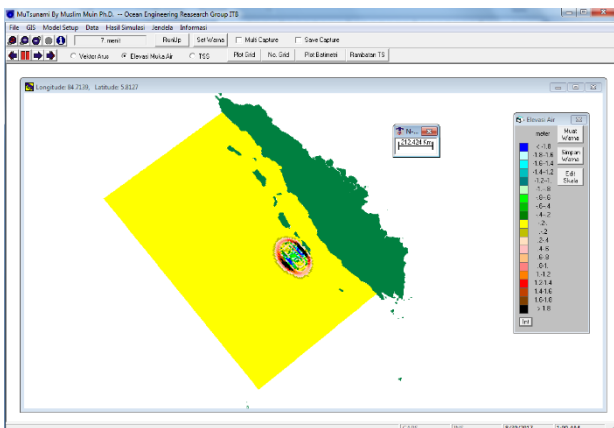 MuTsunami By Muslim Muin Ph.D. -- Ocean Engineering Reasearch Group ITB
File GIS Model Setup Data Hasil Simulasi Jendela Informasi
7. menit RunUp Set Warna Multi Capture Save Capture
Vektor Arus Elevasi Muka Air TSS Plot Grid No. Grid Plot Batimetri Rambatan TS
Longitude: 84.7139, Latitude: 5.8127
N-...
212.424 Km
- Elevasi Air
meter
Muat Warna
Simpan Warna
Edit Skala
< -1.8
-1.8--1.6
-1.6--1.4
-1.4--1.2
-1.2--1.
-1.--.8
-.8--.6
-.6--.4
-.4--.2
-.2-.
.-.2
.2-.4
.4-.6
.6-.8
.8-1.
1.-1.2
1.2-1.4
1.4-1.6
1.6-1.8
> 1.8